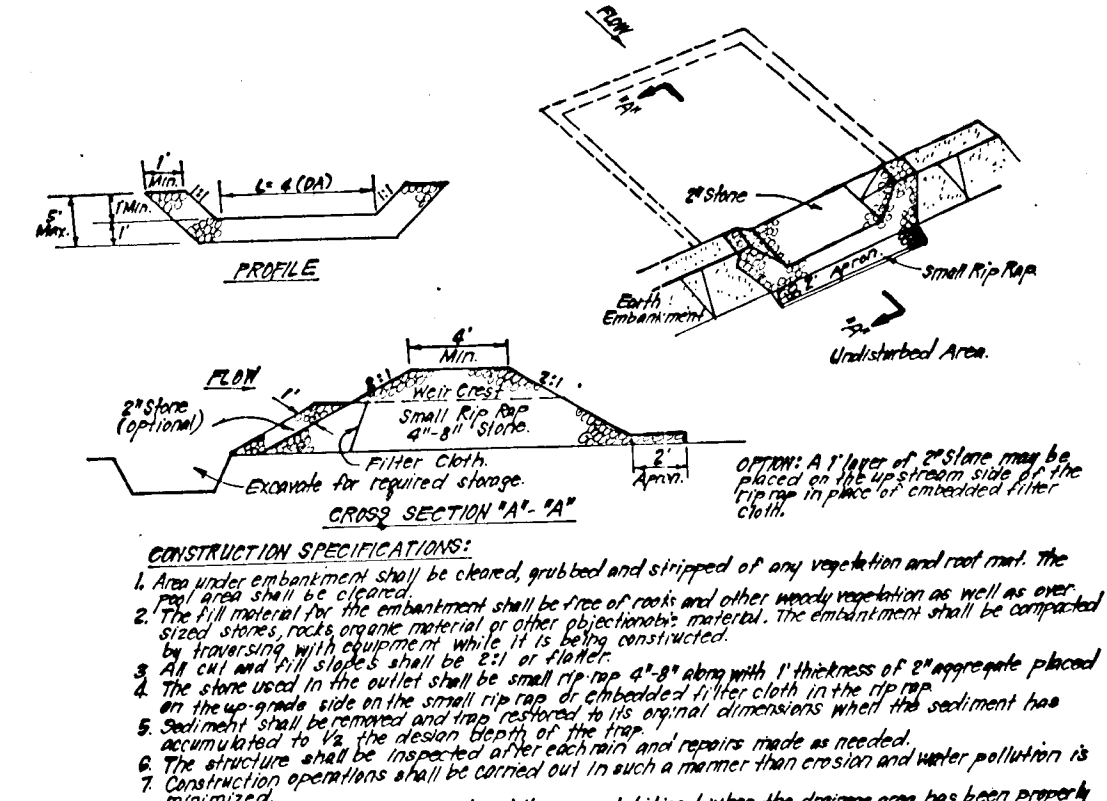 FLOW
"A"
1'
Min.
1:1
L= 4 (DA)
1:1
5'
Max.
1' Min.
1'
PROFILE
2" Stone
2' Apron.
Small Rip Rap
Earth
Embankment
"A"
Undisturbed Area.
4'
Min.
FLOW
2:1
2:1
1'
Weir Crest
2" Stone
(optional)
Small Rip Rap
4"-8" Stone.
Filter Cloth.
2'
Apron.
Excavate for required storage.
CROSS SECTION "A"- "A"
OPTION: A 1' layer of 2" Stone may be
placed on the upstream side of the
rip rap in place of embedded filter
cloth.
CONSTRUCTION SPECIFICATIONS:
1. Area under embankment shall be cleared, grubbed and stripped of any vegetation and root mat. The
pool area shall be cleared.
2. The fill material for the embankment shall be free of roots and other woody vegetation as well as over-
sized stones, rocks, organic material or other objectionable material. The embankment shall be compacted
by traversing with equipment while it is being constructed.
3 All cut and fill slopes shall be 2:1 or flatter.
4. The stone used in the outlet shall be small rip rap 4"-8" along with 1' thickness of 2" aggregate placed
on the up-grade side on the small rip rap or embedded filter cloth in the rip rap
5. Sediment shall be removed and trap restored to its orginal dimensions when the sediment has
accumulated to 1/2 the design depth of the trap.
6. The structure shall be inspected after each rain and repairs made as needed.
7. Construction operations shall be carried out in such a manner than erosion and water pollution is
minimized.
when the drainage area has been properly